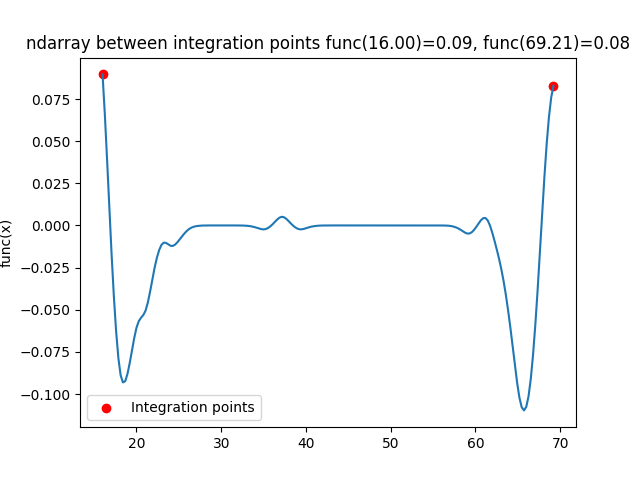 ndarray between integration points func(16.00)=0.09, func(69.21)=0.08
func(x)
0.075
0.050
0.025
0.000
−0.025
−0.050
−0.075
−0.100
Integration points
20 30 40 50 60 70